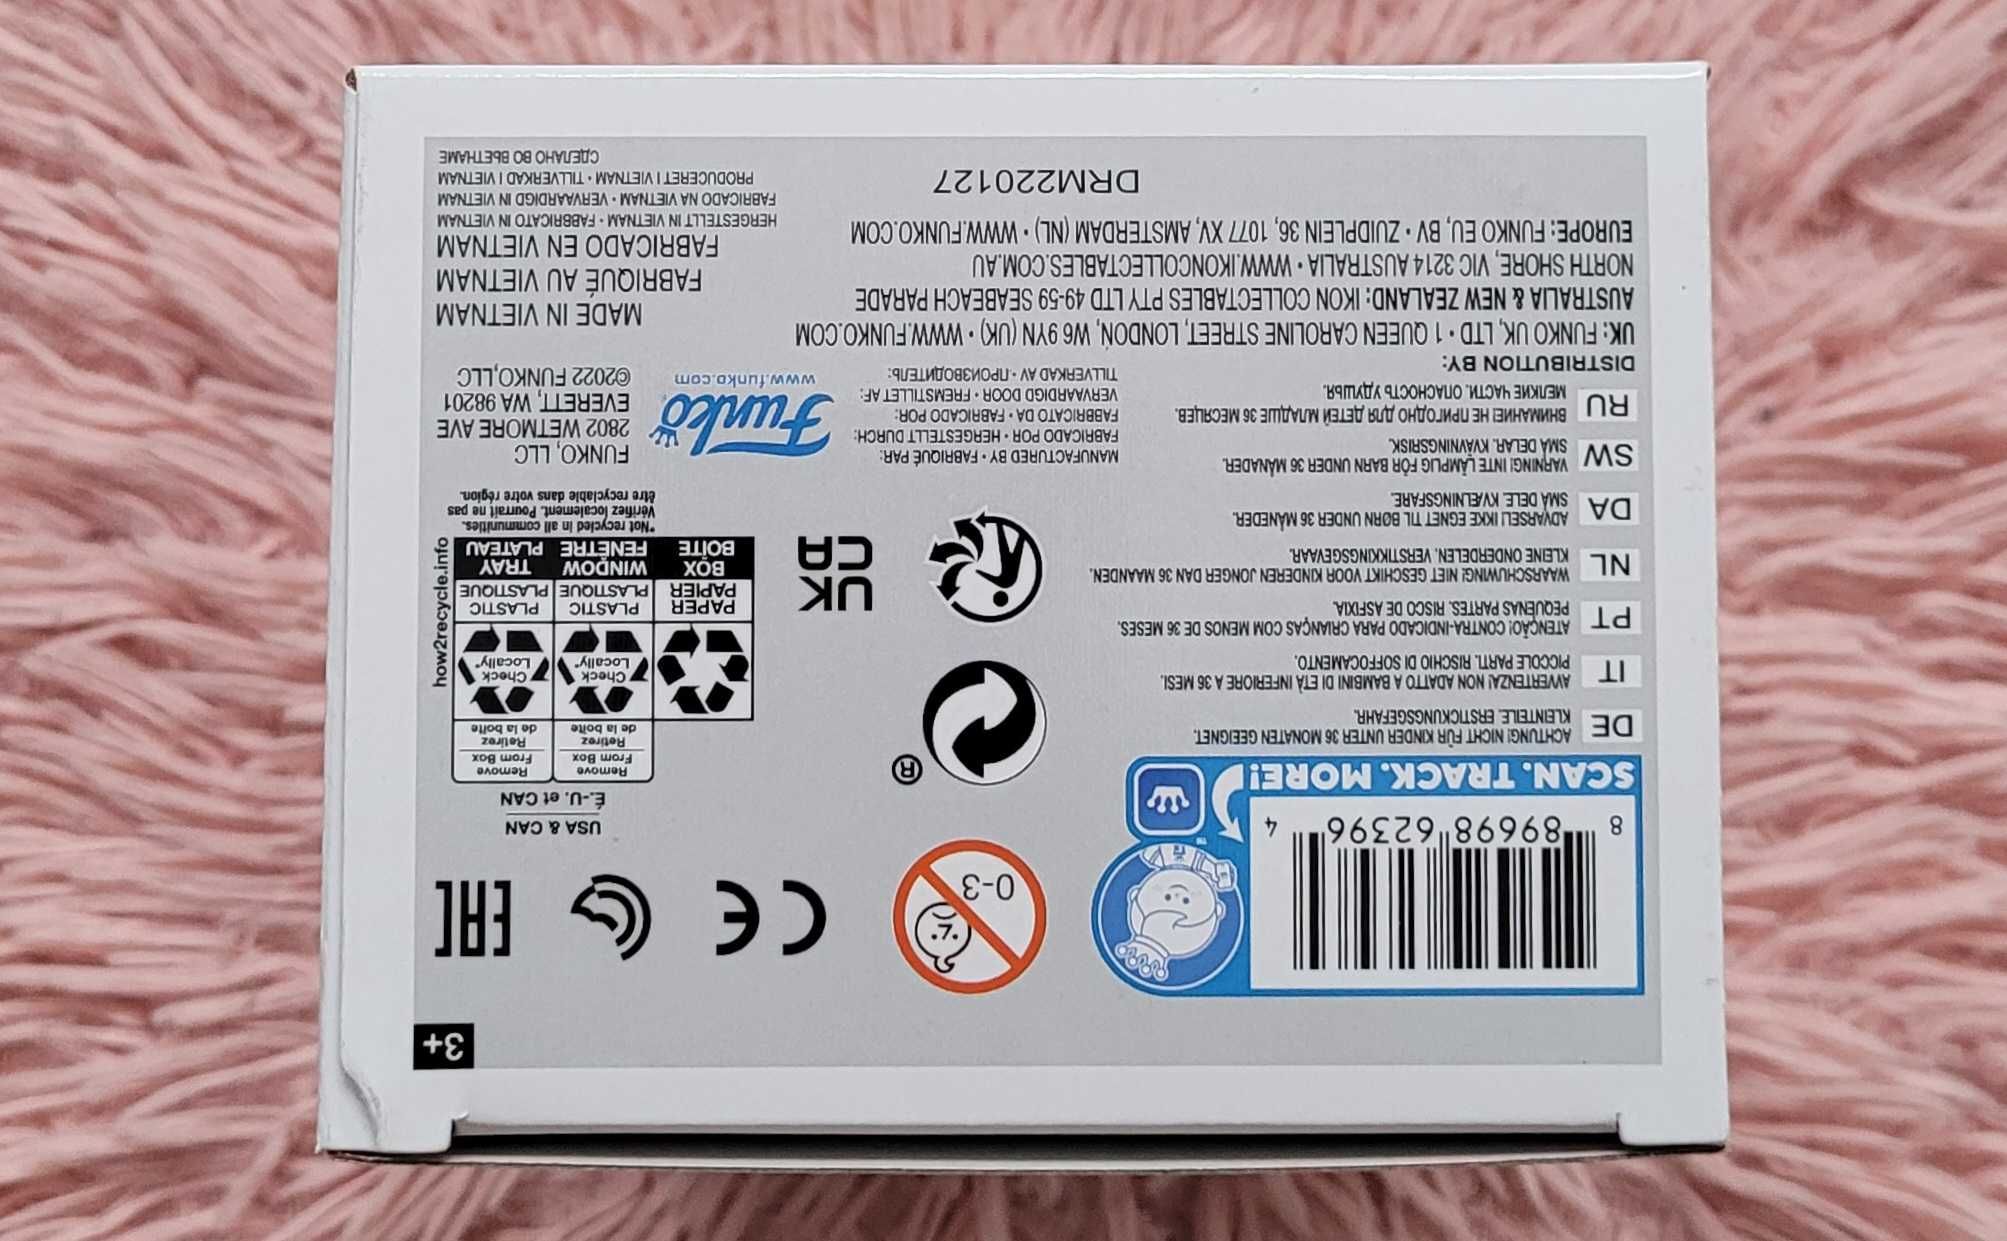 3+
8 89698 62396 4
SCAN. TRACK. MORE!
TM
0-3
CE
EAC
USA & CAN
É.-U. et CAN
Remove
From Box
Retirez
de la boîte
Remove
From Box
Retirez
de la boîte
Check
Locally*
Check
Locally*
PAPER
PAPIER
PLASTIC
PLASTIQUE
PLASTIC
PLASTIQUE
BOX
BOÎTE
WINDOW
FENÊTRE
TRAY
PLATEAU
how2recycle.info
*Not recycled in all communities.
Vérifiez localement. Pourrait ne pas
être recyclable dans votre région.
®
UK
CA
DE
ACHTUNG! NICHT FÜR KINDER UNTER 36 MONATEN GEEIGNET.
KLEINTEILE. ERSTICKUNGSGEFAHR.
IT
AVVERTENZA! NON ADATTO A BAMBINI DI ETÀ INFERIORE A 36 MESI.
PICCOLE PARTI. RISCHIO DI SOFFOCAMENTO.
PT
ATENÇÃO! CONTRA-INDICADO PARA CRIANÇAS COM MENOS DE 36 MESES.
PEQUENAS PARTES. RISCO DE ASFIXIA.
NL
WAARSCHUWING! NIET GESCHIKT VOOR KINDEREN JONGER DAN 36 MAANDEN.
KLEINE ONDERDELEN. VERSTIKKINGSGEVAAR.
DA
ADVARSEL! IKKE EGNET TIL BØRN UNDER 36 MÅNEDER.
SMÅ DELE. KVÆLNINGSFARE.
SW
VARNING! INTE LÄMPLIG FÖR BARN UNDER 36 MÅNADER.
SMÅ DELAR. KVÄVNINGSRISK.
RU
ВНИМАНИЕ! НЕ ПРИГОДНО ДЛЯ ДЕТЕЙ МЛАДШЕ 36 МЕСЯЦЕВ.
МЕЛКИЕ ЧАСТИ. ОПАСНОСТЬ УДУШЬЯ.
MANUFACTURED BY • FABRIQUÉ PAR:
FABRICADO POR • HERGESTELLT DURCH:
FABBRICATO DA • FABRICADO POR:
VERVAARDIGD DOOR • FREMSTILLET AF:
TILLVERKAD AV • ПРОИЗВОДИТЕЛЬ:
Funko
www.funko.com
FUNKO, LLC
2802 WETMORE AVE
EVERETT, WA 98201
©2022 FUNKO,LLC
DISTRIBUTION BY:
UK: FUNKO UK, LTD • 1 QUEEN CAROLINE STREET, LONDON, W6 9YN (UK) • WWW.FUNKO.COM
AUSTRALIA & NEW ZEALAND: IKON COLLECTABLES PTY LTD 49-59 SEABEACH PARADE
NORTH SHORE, VIC 3214 AUSTRALIA • WWW.IKONCOLLECTABLES.COM.AU
EUROPE: FUNKO EU, BV • ZUIDPLEIN 36, 1077 XV, AMSTERDAM (NL) • WWW.FUNKO.COM
DRM220127
MADE IN VIETNAM
FABRIQUÉ AU VIETNAM
FABRICADO EN VIETNAM
HERGESTELLT IN VIETNAM • FABBRICATO IN VIETNAM
FABRICADO NA VIETNAM • VERVAARDIGD IN VIETNAM
PRODUCERET I VIETNAM • TILLVERKAD I VIETNAM
СДЕЛАНО ВО ВЬЕТНАМЕ